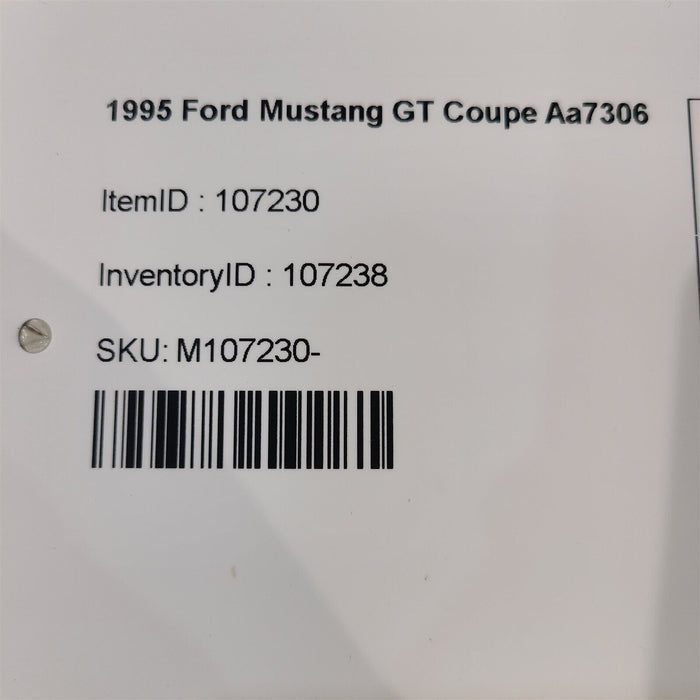 1995 Ford Mustang GT Coupe Aa7306
ItemID : 107230
InventoryID : 107238
SKU: M107230-